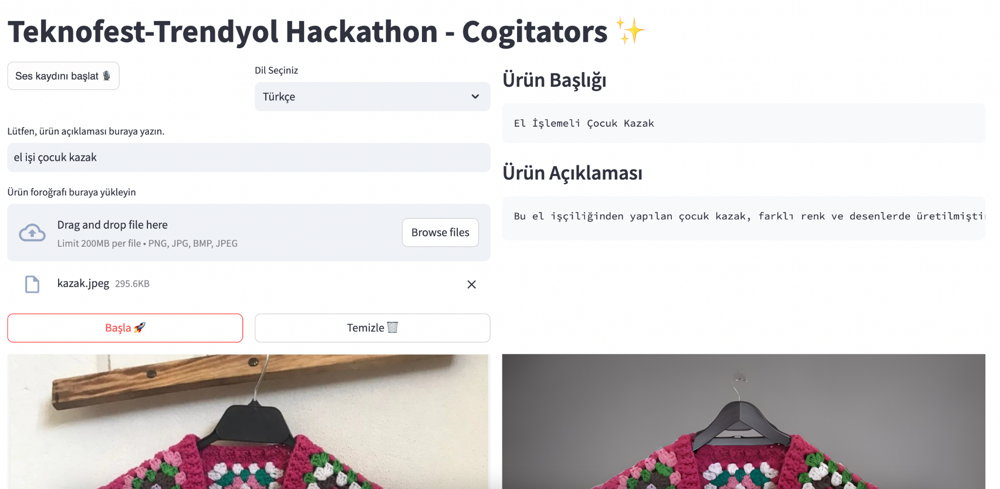 Teknofest-Trendyol Hackathon - Cogitators ✨
Ses kaydını başlat 🎙️
Dil Seçiniz
Türkçe
Lütfen, ürün açıklaması buraya yazın.
el işi çocuk kazak
Ürün foroğrafı buraya yükleyin
Drag and drop file here
Limit 200MB per file • PNG, JPG, BMP, JPEG
Browse files
kazak.jpeg 295.6KB
Başla 🚀
Temizle 🗑️
Ürün Başlığı
El İşlemeli Çocuk Kazak
Ürün Açıklaması
Bu el işçiliğinden yapılan çocuk kazak, farklı renk ve desenlerde